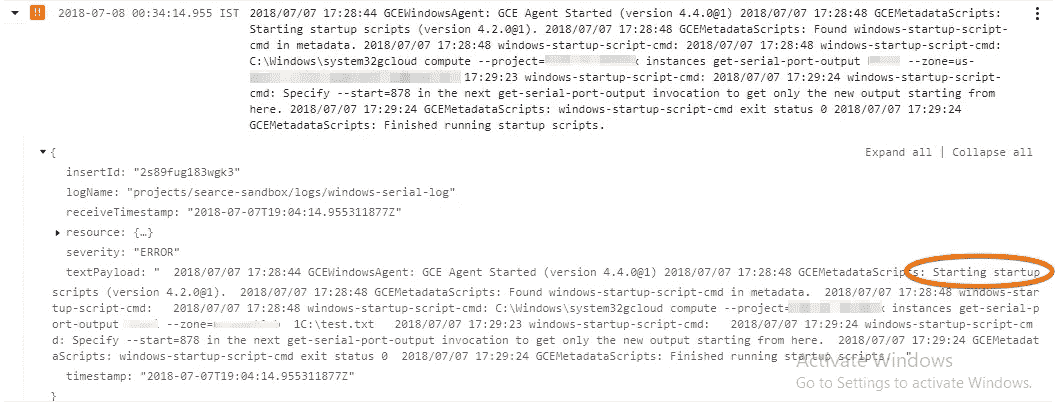 2018-07-08 00:34:14.955 IST 2018/07/07 17:28:44 GCEWindowsAgent: GCE Agent Started (version 4.4.0@1) 2018/07/07 17:28:48 GCEMetadataScripts:
Starting startup scripts (version 4.2.0@1). 2018/07/07 17:28:48 GCEMetadataScripts: Found windows-startup-script-
cmd in metadata. 2018/07/07 17:28:48 windows-startup-script-cmd: 2018/07/07 17:28:48 windows-startup-script-cmd:
C:\Windows\system32gcloud compute --project= instances get-serial-port-output --zone=us-
17:29:23 windows-startup-script-cmd: 2018/07/07 17:29:24 windows-startup-script-
cmd: Specify --start=878 in the next get-serial-port-output invocation to get only the new output starting from
here. 2018/07/07 17:29:24 GCEMetadataScripts: windows-startup-script-cmd exit status 0 2018/07/07 17:29:24
GCEMetadataScripts: Finished running startup scripts.
{ Expand all | Collapse all
insertId: "2s89fug183wgk3"
logName: "projects/searce-sandbox/logs/windows-serial-log"
receiveTimestamp: "2018-07-07T19:04:14.955311877Z"
resource: {…}
severity: "ERROR"
textPayload: " 2018/07/07 17:28:44 GCEWindowsAgent: GCE Agent Started (version 4.4.0@1) 2018/07/07 17:28:48 GCEMetadataScripts: Starting startup
scripts (version 4.2.0@1). 2018/07/07 17:28:48 GCEMetadataScripts: Found windows-startup-script-cmd in metadata. 2018/07/07 17:28:48 windows-star
tup-script-cmd: 2018/07/07 17:28:48 windows-startup-script-cmd: C:\Windows\system32gcloud compute --project= instances get-serial-p
ort-output --zone= 1C:\test.txt 2018/07/07 17:29:23 windows-startup-script-cmd: 2018/07/07 17:29:24 windows-startup-script-cm
d: Specify --start=878 in the next get-serial-port-output invocation to get only the new output starting from here. 2018/07/07 17:29:24 GCEMetadat
aScripts: windows-startup-script-cmd exit status 0 2018/07/07 17:29:24 GCEMetadataScripts: Finished running startup scripts. "
timestamp: "2018-07-07T19:04:14.955Z"
}
Activate Windows
Go to Settings to activate Windows.